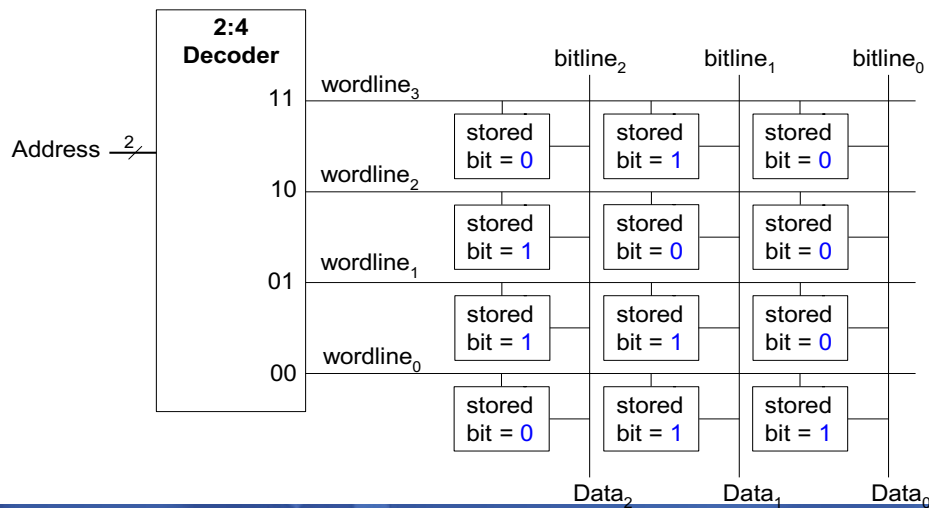 2:4
Decoder
bitline₂ bitline₁ bitline₀
wordline₃
11
stored stored stored
bit = 0 bit = 1 bit = 0
Address 2
wordline₂
10
stored stored stored
bit = 1 bit = 0 bit = 0
wordline₁
01
stored stored stored
bit = 1 bit = 1 bit = 0
wordline₀
00
stored stored stored
bit = 0 bit = 1 bit = 1
Data₂ Data₁ Data₀